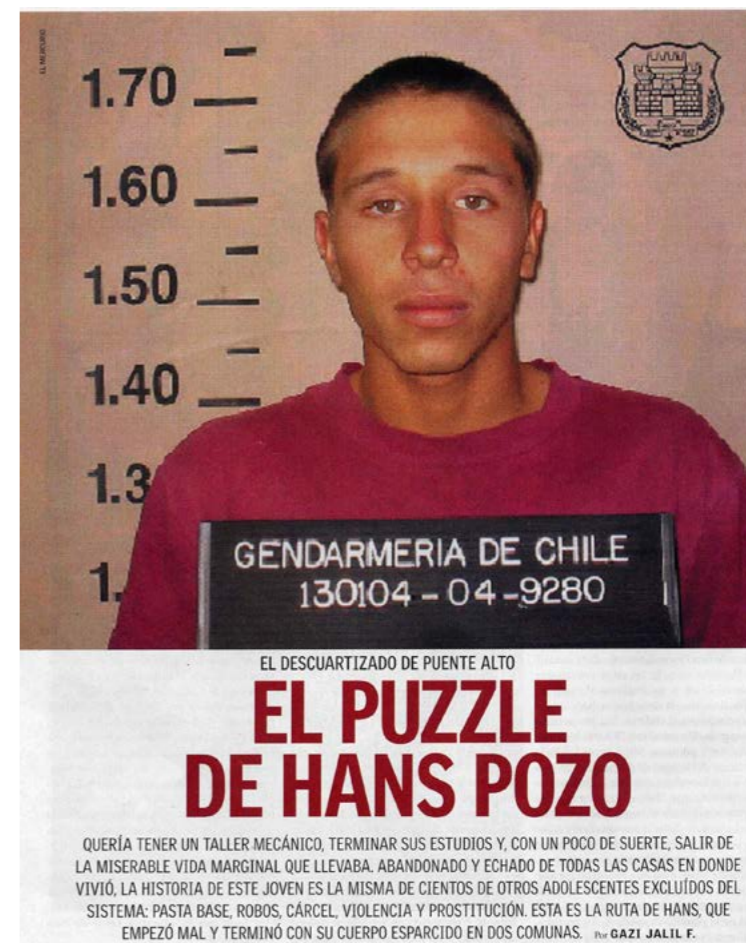 EL MERCURIO
1.70
1.60
1.50
1.40
1.3
1.
GENDARMERIA DE CHILE
130104-04-9280
EL DESCUARTIZADO DE PUENTE ALTO
EL PUZZLE
DE HANS POZO
QUERÍA TENER UN TALLER MECÁNICO, TERMINAR SUS ESTUDIOS Y, CON UN POCO DE SUERTE, SALIR DE
LA MISERABLE VIDA MARGINAL QUE LLEVABA. ABANDONADO Y ECHADO DE TODAS LAS CASAS EN DONDE
VIVIÓ, LA HISTORIA DE ESTE JOVEN ES LA MISMA DE CIENTOS DE OTROS ADOLESCENTES EXCLUÍDOS DEL
SISTEMA: PASTA BASE, ROBOS, CÁRCEL, VIOLENCIA Y PROSTITUCIÓN. ESTA ES LA RUTA DE HANS, QUE
EMPEZÓ MAL Y TERMINÓ CON SU CUERPO ESPARCIDO EN DOS COMUNAS. Por GAZI JALIL F.